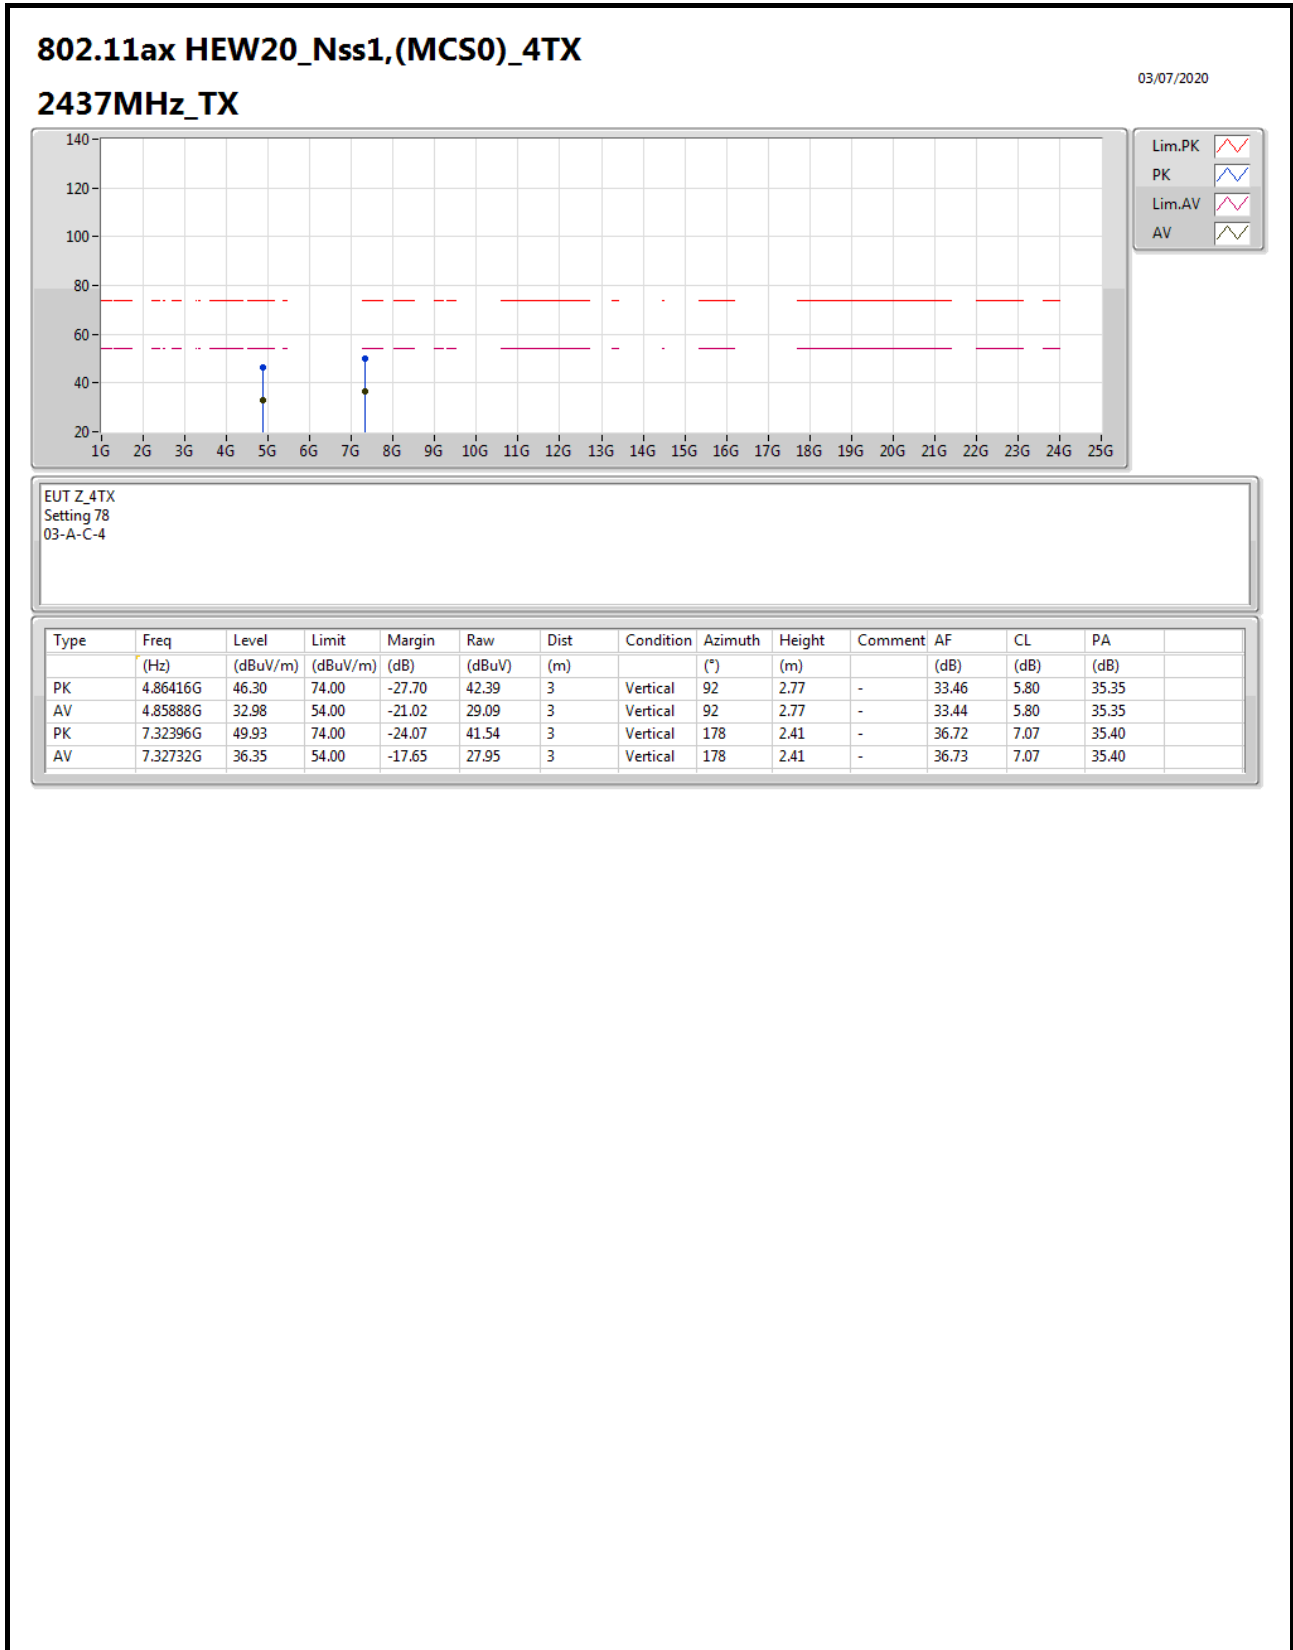 802.11ax HEW20_Nss1,(MCS0)_4TX
03/07/2020
2437MHz_TX
140
120
100
80
60
40
20
1G 2G 3G 4G 5G 6G 7G 8G 9G 10G 11G 12G 13G 14G 15G 16G 17G 18G 19G 20G 21G 22G 23G 24G 25G
Lim.PK
PK
Lim.AV
AV
EUT Z_4TX
Setting 78
03-A-C-4
Type Freq Level Limit Margin Raw Dist Condition Azimuth Height Comment AF CL PA
(Hz) (dBuV/m) (dBuV/m) (dB) (dBuV) (m) (°) (m) (dB) (dB) (dB)
PK 4.86416G 46.30 74.00 -27.70 42.39 3 Vertical 92 2.77 - 33.46 5.80 35.35
AV 4.85888G 32.98 54.00 -21.02 29.09 3 Vertical 92 2.77 - 33.44 5.80 35.35
PK 7.32396G 49.93 74.00 -24.07 41.54 3 Vertical 178 2.41 - 36.72 7.07 35.40
AV 7.32732G 36.35 54.00 -17.65 27.95 3 Vertical 178 2.41 - 36.73 7.07 35.40